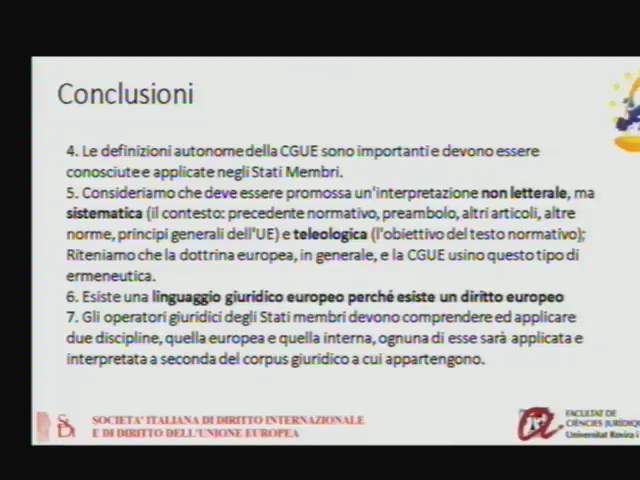 Conclusioni
4. Le definizioni autonome della CGUE sono importanti e devono essere
conosciute e applicate negli Stati Membri.
5. Consideriamo che deve essere promossa un'interpretazione non letterale, ma
sistematica (il contesto: precedente normativo, preambolo, altri articoli, altre
norme, principi generali dell'UE) e teleologica (l'obiettivo del testo normativo);
Riteniamo che la dottrina europea, in generale, e la CGUE usino questo tipo di
ermeneutica.
6. Esiste una linguaggio giuridico europeo perché esiste un diritto europeo
7. Gli operatori giuridici degli Stati membri devono comprendere ed applicare
due discipline, quella europea e quella interna, ognuna di esse sarà applicata e
interpretata a seconda del corpus giuridico a cui appartengono.
SOCIETA' ITALIANA DI DIRITTO INTERNAZIONALE
E DI DIRITTO DELL'UNIONE EUROPEA
FACULTAT DE
CIÈNCIES JURÍDIQU
Universitat Rovira i